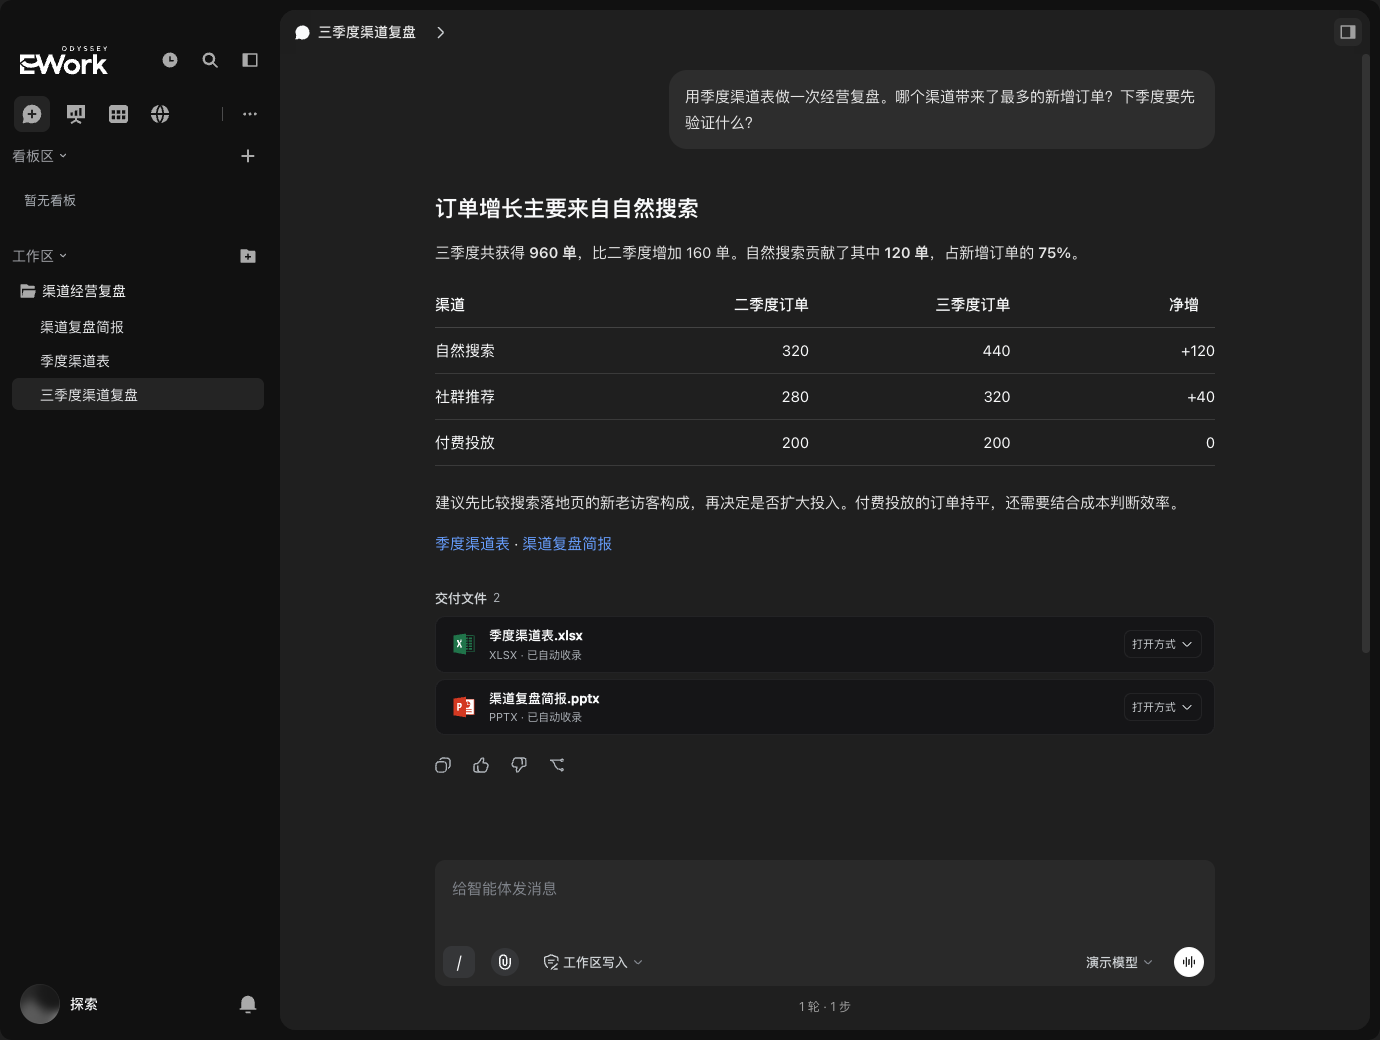 ODYSSEY
EWork
看板区
暂无看板
工作区
渠道经营复盘
渠道复盘简报
季度渠道表
三季度渠道复盘
探索
三季度渠道复盘
用季度渠道表做一次经营复盘。哪个渠道带来了最多的新增订单？下季度要先
验证什么？
订单增长主要来自自然搜索
三季度共获得 960 单，比二季度增加 160 单。自然搜索贡献了其中 120 单，占新增订单的 75%。
渠道 二季度订单 三季度订单 净增
自然搜索 320 440 +120
社群推荐 280 320 +40
付费投放 200 200 0
建议先比较搜索落地页的新老访客构成，再决定是否扩大投入。付费投放的订单持平，还需要结合成本判断效率。
季度渠道表 · 渠道复盘简报
交付文件 2
季度渠道表.xlsx
XLSX · 已自动收录
打开方式
渠道复盘简报.pptx
PPTX · 已自动收录
打开方式
给智能体发消息
/ 工作区写入 演示模型
1 轮 · 1 步